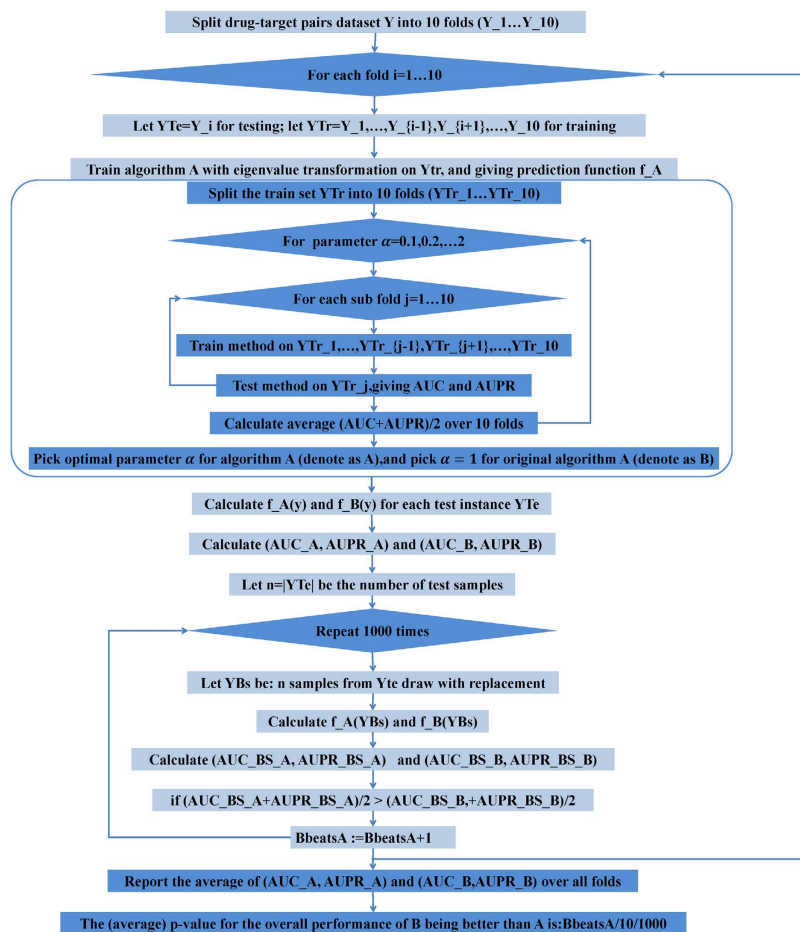 Split drug-target pairs dataset Y into 10 folds (Y_1…Y_10)
For each fold i=1…10
Let YTe=Y_i for testing; let YTr=Y_1,…,Y_{i-1},Y_{i+1},…,Y_10 for training
Train algorithm A with eigenvalue transformation on Ytr, and giving prediction function f_A
Split the train set YTr into 10 folds (YTr_1…YTr_10)
For parameter α=0.1,0.2,…2
For each sub fold j=1…10
Train method on YTr_1,…,YTr_{j-1},YTr_{j+1},…,YTr_10
Test method on YTr_j,giving AUC and AUPR
Calculate average (AUC+AUPR)/2 over 10 folds
Pick optimal parameter α for algorithm A (denote as A),and pick α = 1 for original algorithm A (denote as B)
Calculate f_A(y) and f_B(y) for each test instance YTe
Calculate (AUC_A, AUPR_A) and (AUC_B, AUPR_B)
Let n=|YTe| be the number of test samples
Repeat 1000 times
Let YBs be: n samples from Yte draw with replacement
Calculate f_A(YBs) and f_B(YBs)
Calculate (AUC_BS_A, AUPR_BS_A) and (AUC_BS_B, AUPR_BS_B)
if (AUC_BS_A+AUPR_BS_A)/2 > (AUC_BS_B,+AUPR_BS_B)/2
BbeatsA :=BbeatsA+1
Report the average of (AUC_A, AUPR_A) and (AUC_B,AUPR_B) over all folds
The (average) p-value for the overall performance of B being better than A is:BbeatsA/10/1000